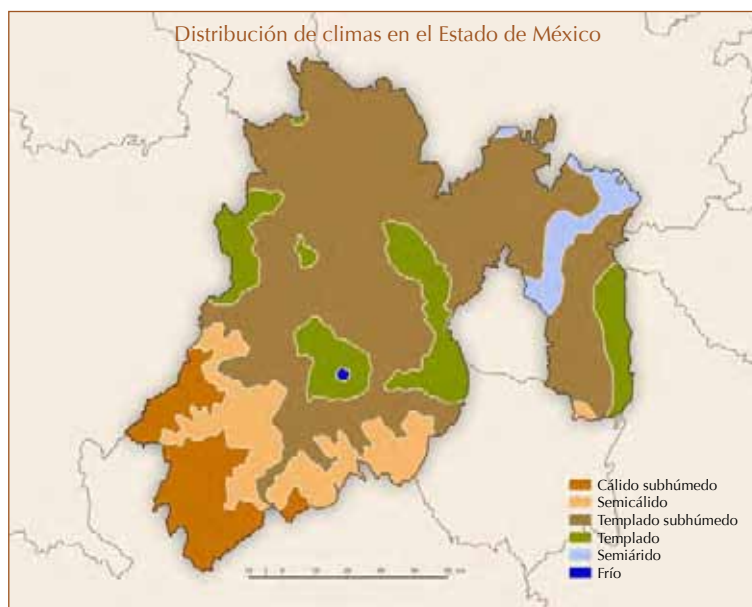 Distribución de climas en el Estado de México
Cálido subhúmedo
Semicálido
Templado subhúmedo
Templado
Semiárido
Frío